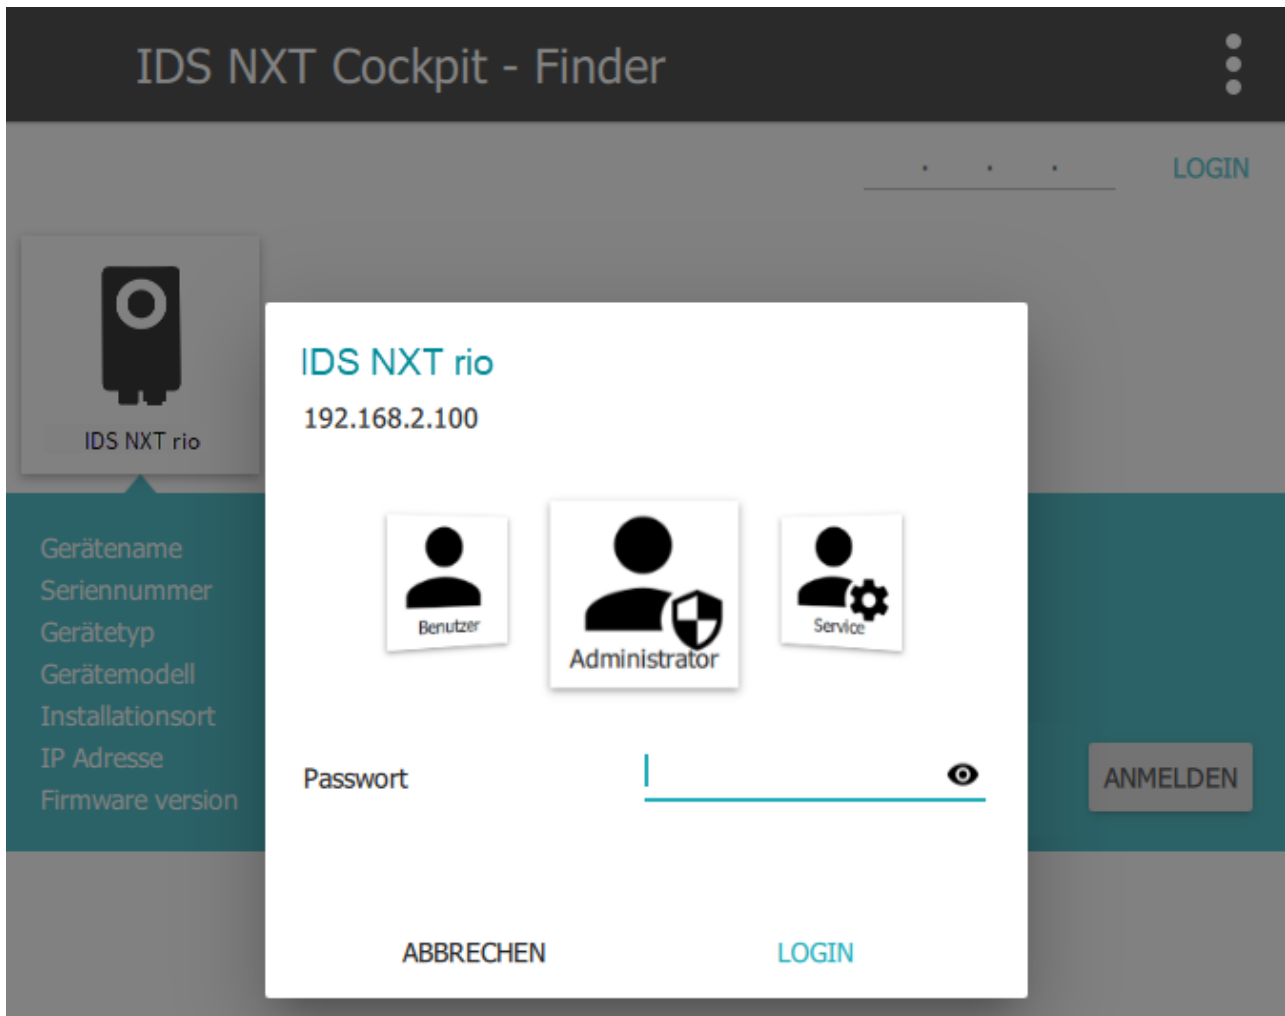 IDS NXT Cockpit - Finder
. . . LOGIN
IDS NXT rio
IDS NXT rio
192.168.2.100
Benutzer
Administrator
Service
Gerätename
Seriennummer
Gerätetyp
Gerätemodell
Installationsort
IP Adresse
Firmware version
Passwort
ANMELDEN
ABBRECHEN LOGIN